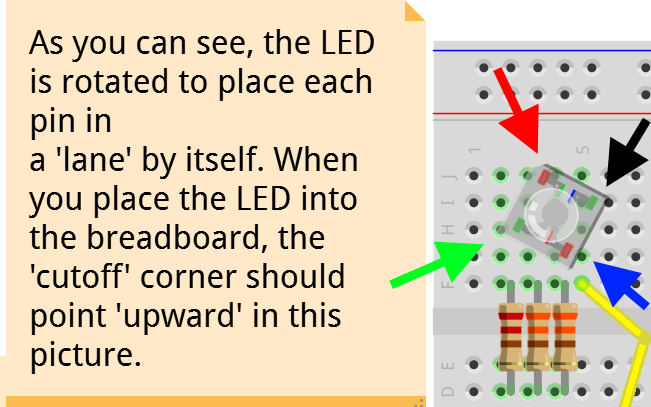 As you can see, the LED
is rotated to place each
pin in
a 'lane' by itself. When
you place the LED into
the breadboard, the
'cutoff' corner should
point 'upward' in this
picture.
1
5
J
I
H
F
E
D